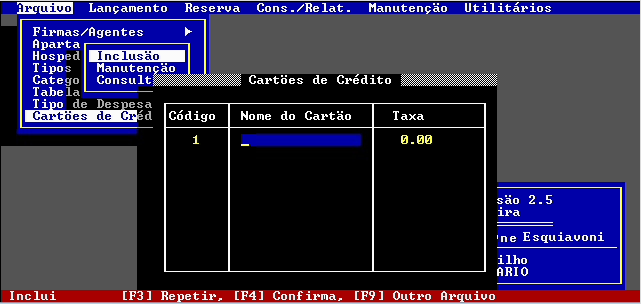 Arquivo Lançamento Reserva Cons./Relat. Manutenção Utilitários
Firmas/Agentes
Aparta
Hosped
Tipos
Catego
Tabela
Tipo de Despesa
Cartões de Créd
Inclusão
Manutenção
Consult
Cartões de Crédito
Código Nome do Cartão Taxa
1 0.00
são 2.5
ira
ne Esquiavoni
ilho
ARIO
Inclui [F3] Repetir, [F4] Confirma, [F9] Outro Arquivo